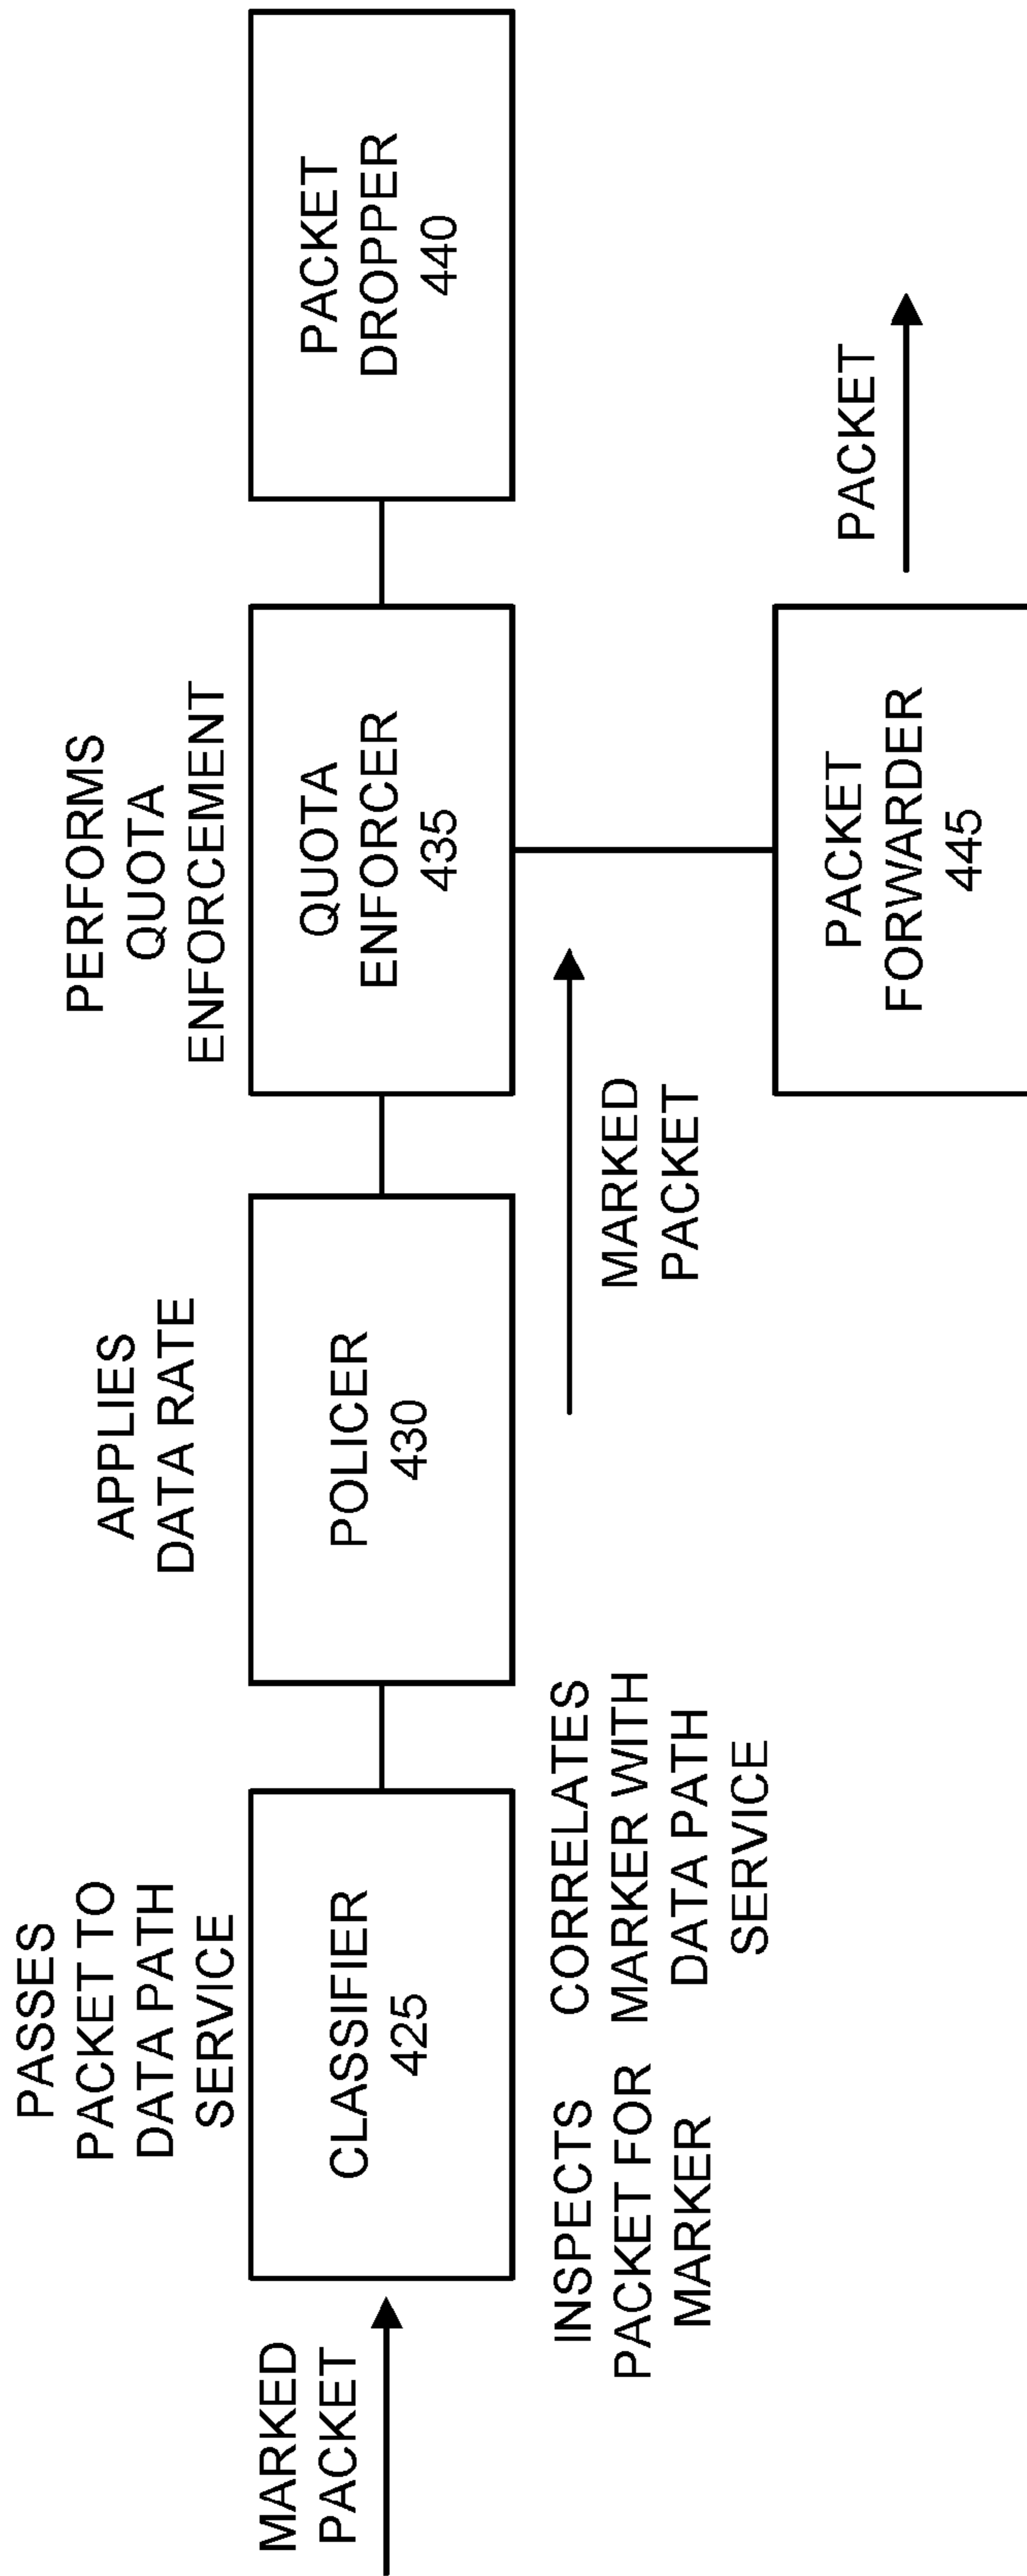 MARKED
PACKET
PASSES
PACKET TO
DATA PATH
SERVICE
CLASSIFIER
425
INSPECTS
PACKET FOR
MARKER
CORRELATES
MARKER WITH
DATA PATH
SERVICE
APPLIES
DATA RATE
POLICER
430
MARKED
PACKET
PERFORMS
QUOTA
ENFORCEMENT
QUOTA
ENFORCER
435
PACKET
DROPPER
440
PACKET
FORWARDER
445
PACKET